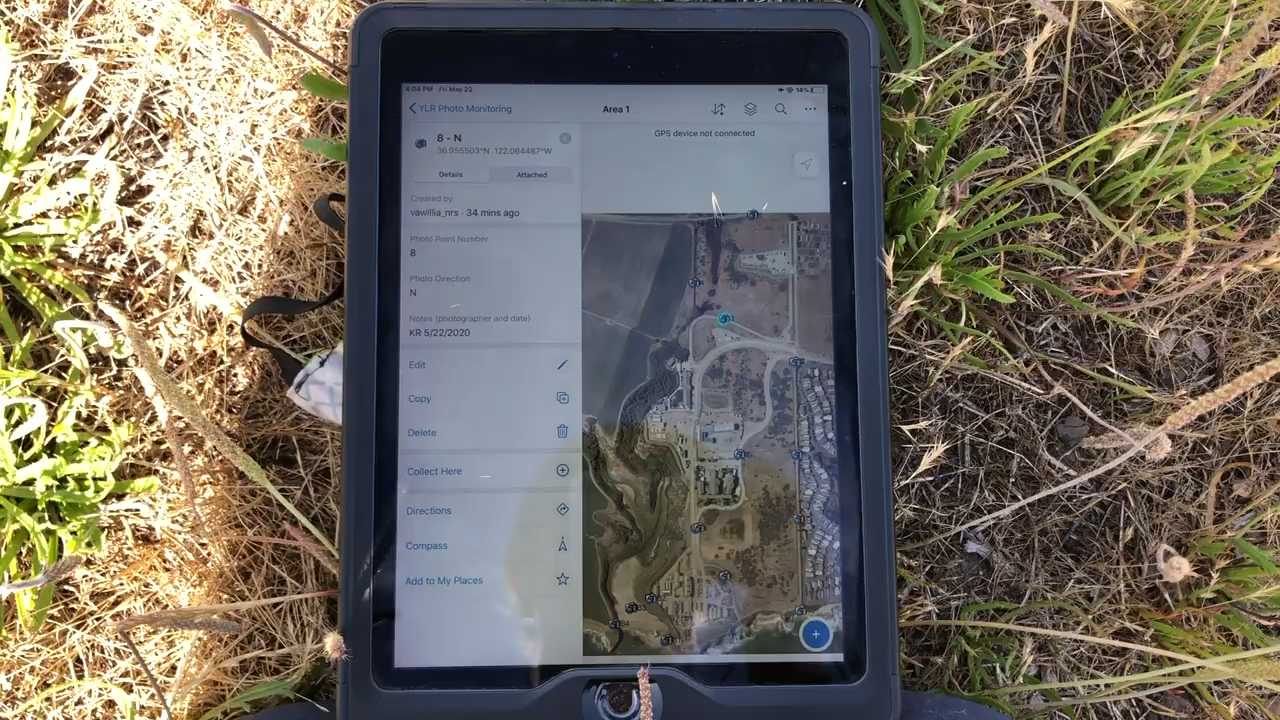 4:04 PM Fri May 22
16%
YLR Photo Monitoring
Area 1
8 - N
36.955503°N 122.064487°W
GPS device not connected
Details
Attached
Created by
vawillia_nrs · 34 mins ago
Photo Point Number
8
Photo Direction
N
Notes (photographer and date)
KR 5/22/2020
Edit
Copy
Delete
Collect Here
Directions
Compass
Add to My Places